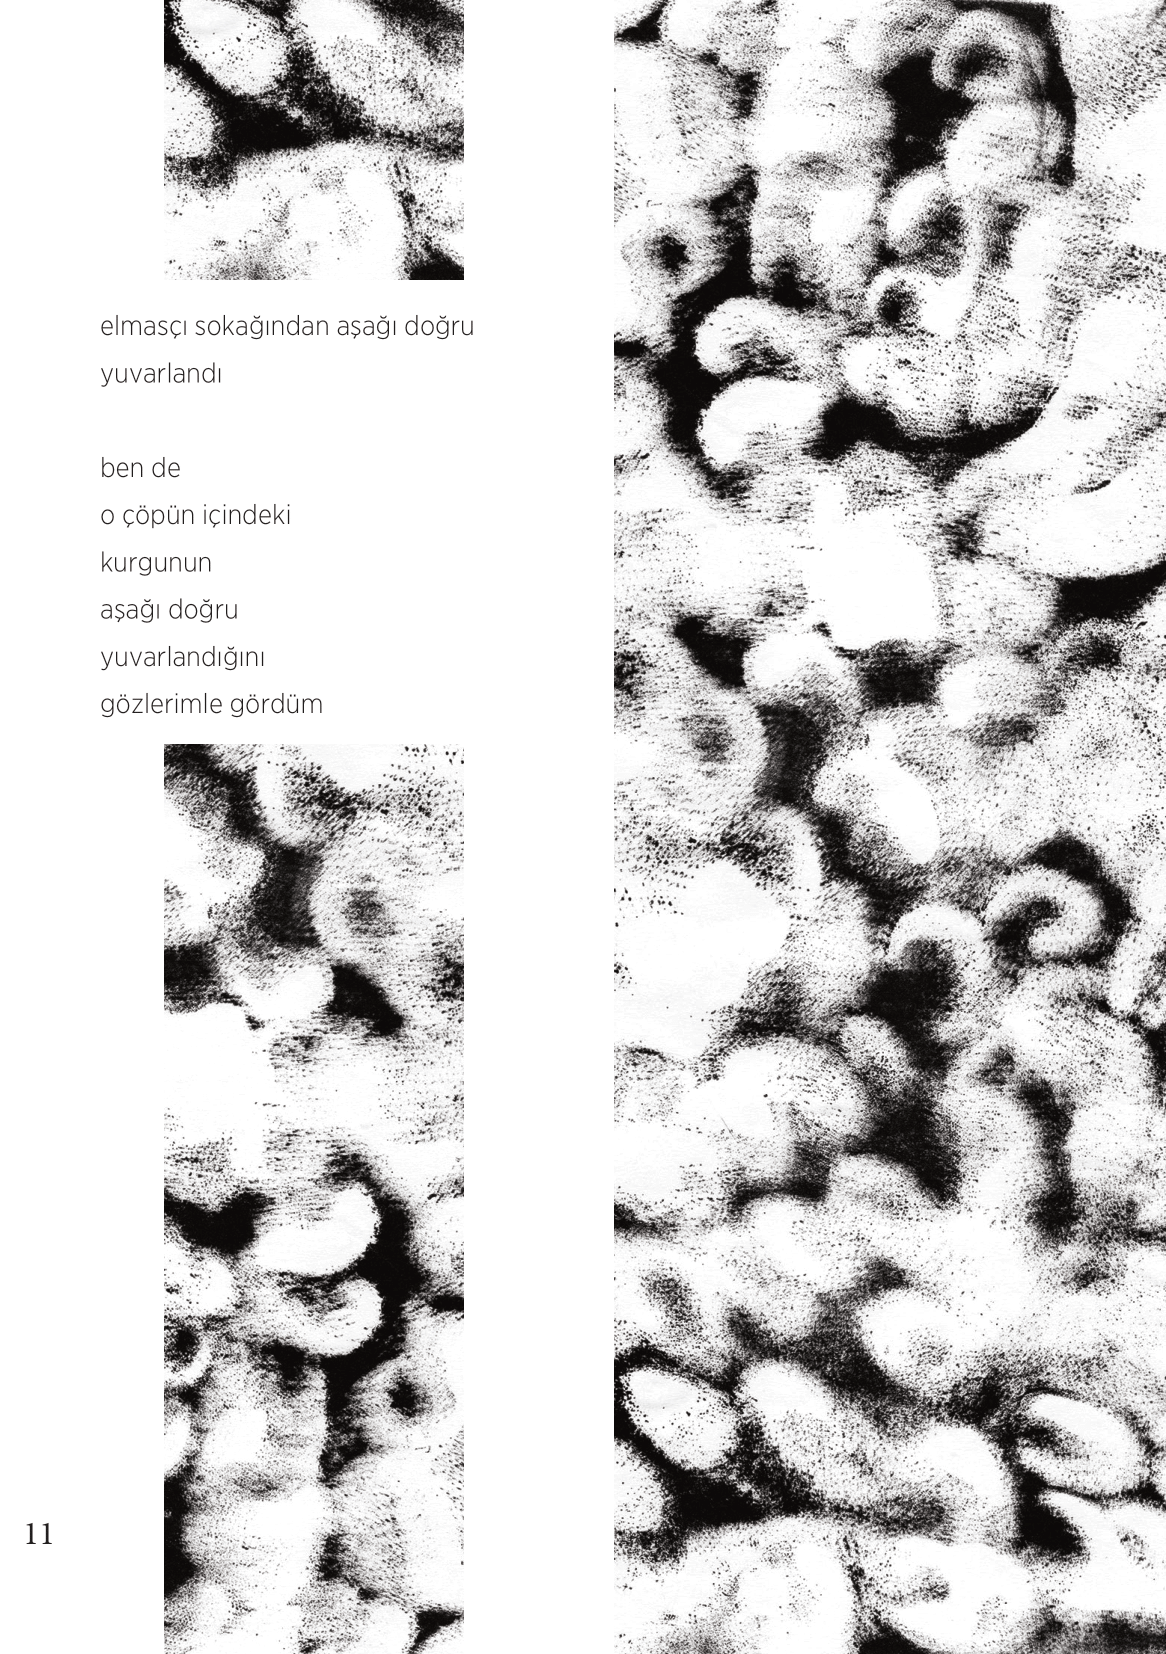 elmasçı sokağından aşağı doğru
yuvarlandı
ben de
o çöpün içindeki
kurgunun
aşağı doğru
yuvarlandığını
gözlerimle gördüm
11